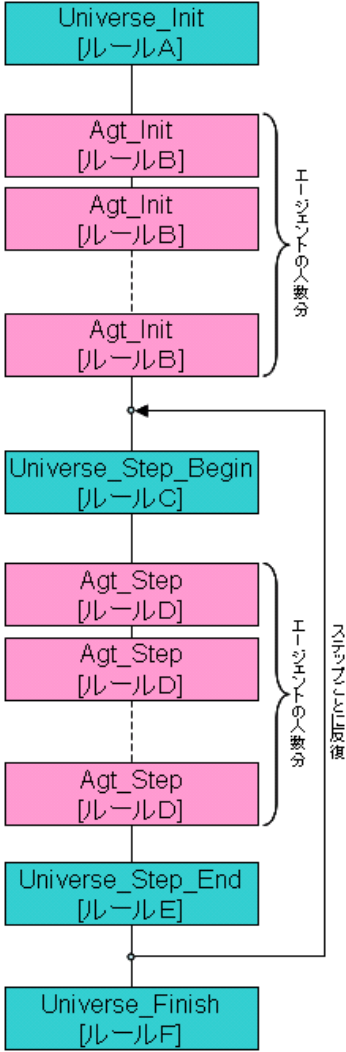 Universe_Init
[ルールA]
Agt_Init
[ルールB]
Agt_Init
[ルールB]
Agt_Init
[ルールB]
エージェントの人数分
Universe_Step_Begin
[ルールC]
Agt_Step
[ルールD]
Agt_Step
[ルールD]
Agt_Step
[ルールD]
エージェントの人数分
ステップごとに反復
Universe_Step_End
[ルールE]
Universe_Finish
[ルールF]